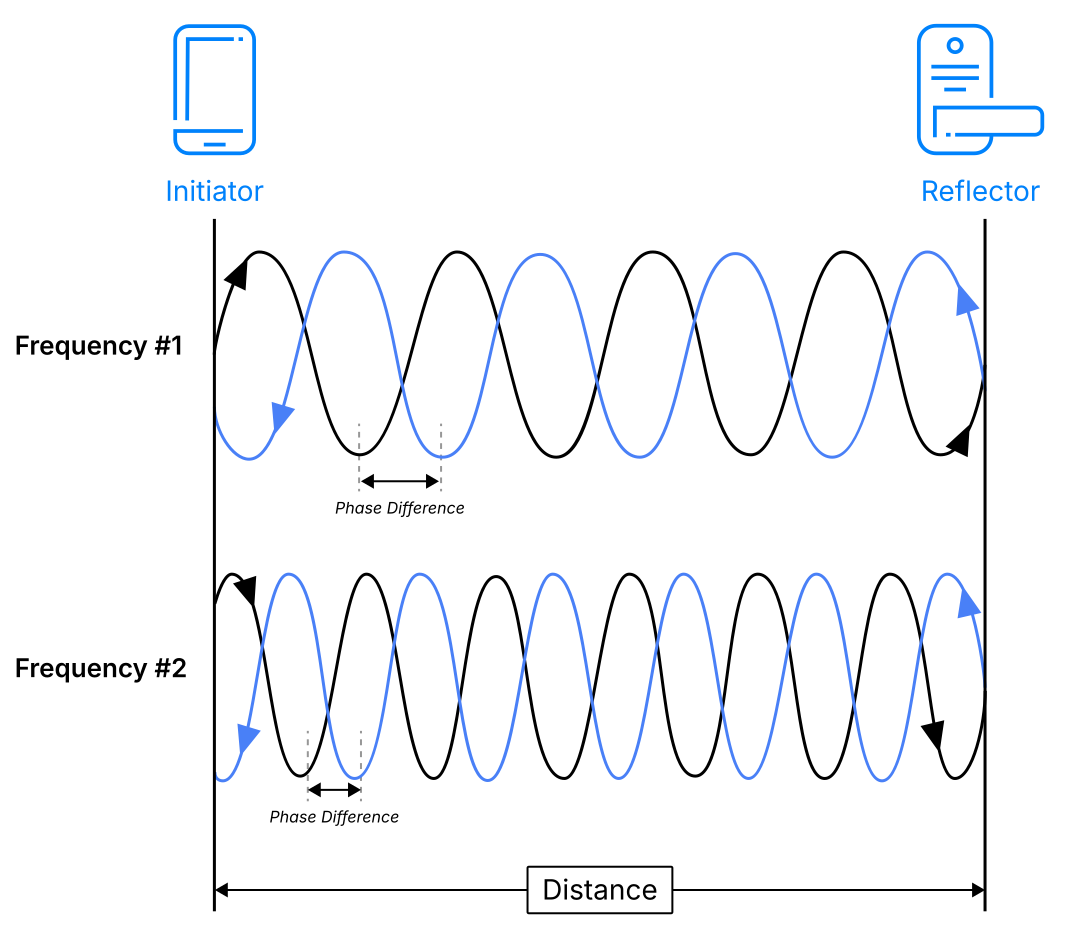 Initiator
Reflector
Frequency #1
Phase Difference
Frequency #2
Phase Difference
Distance